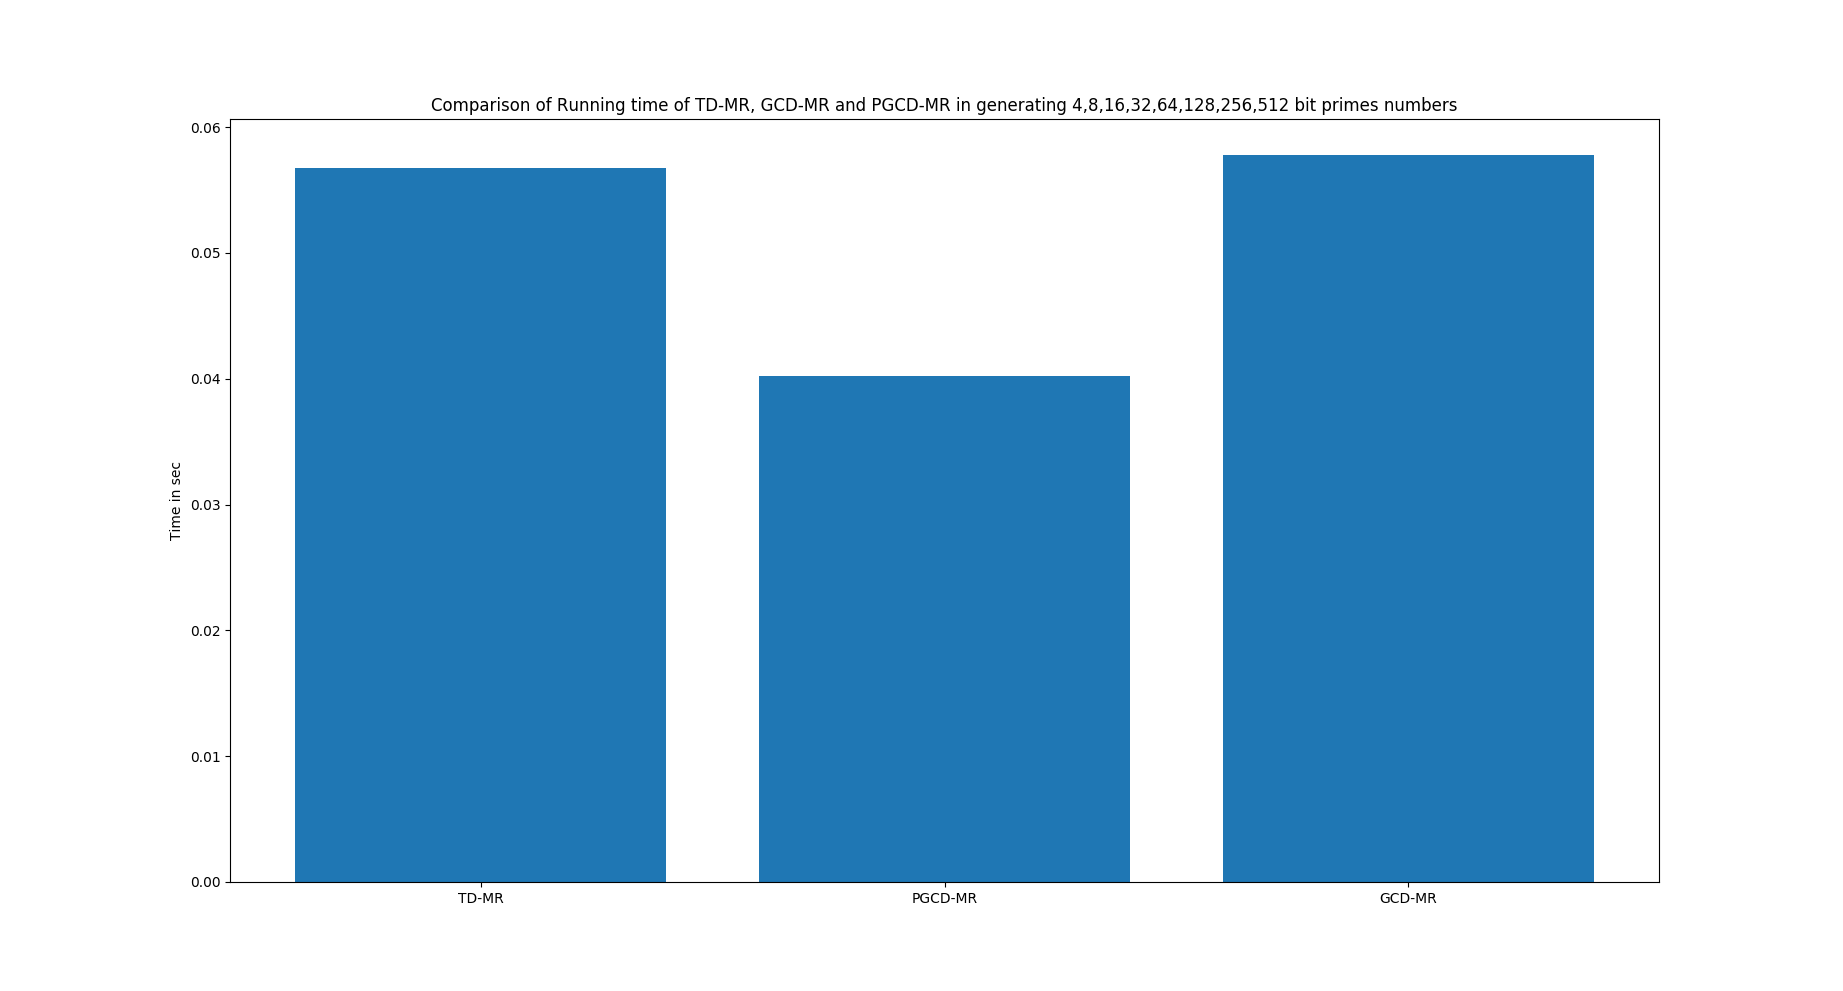 Comparison of Running time of TD-MR, GCD-MR and PGCD-MR in generating 4,8,16,32,64,128,256,512 bit primes numbers
0.06
0.05
0.04
0.03
0.02
0.01
0.00
Time in sec
TD-MR
PGCD-MR
GCD-MR